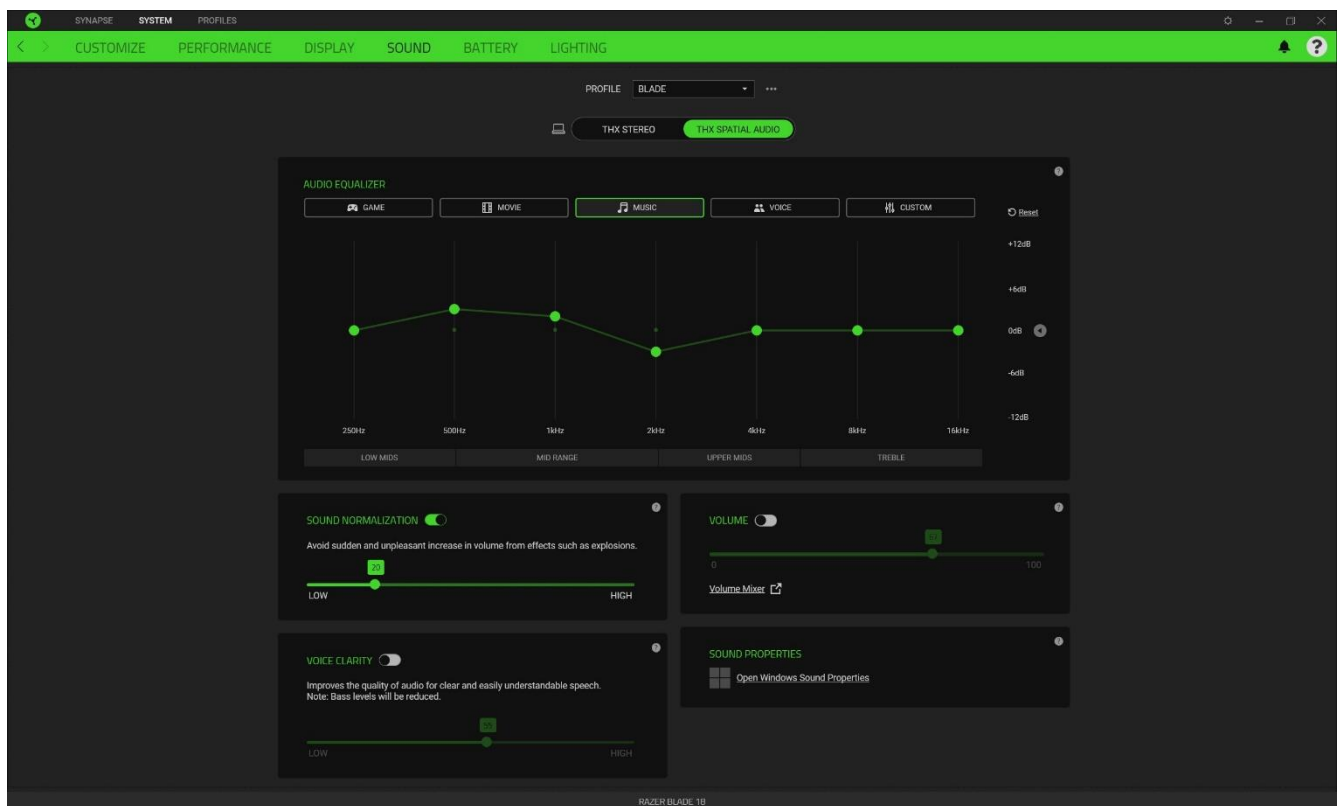 SYNAPSE SYSTEM PROFILES
CUSTOMIZE PERFORMANCE DISPLAY SOUND BATTERY LIGHTING ?
PROFILE BLADE
THX STEREO THX SPATIAL AUDIO
AUDIO EQUALIZER
GAME MOVIE MUSIC VOICE CUSTOM
Reset
+12dB
+6dB
0dB
-6dB
-12dB
250Hz 500Hz 1kHz 2kHz 4kHz 8kHz 16kHz
LOW MIDS MID RANGE UPPER MIDS TREBLE
SOUND NORMALIZATION
Avoid sudden and unpleasant increase in volume from effects such as explosions.
20
LOW HIGH
VOLUME
0 100
Volume Mixer
VOICE CLARITY
Improves the quality of audio for clear and easily understandable speech.
Note: Bass levels will be reduced.
LOW HIGH
SOUND PROPERTIES
Open Windows Sound Properties
RAZER BLADE 18